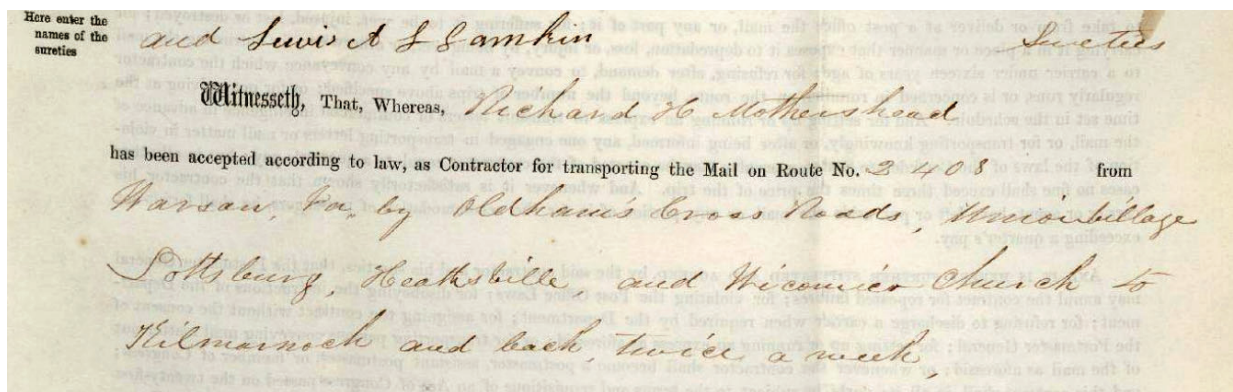 Here enter the
names of the
sureties
and Lewis A L Lamkin Sureties
Witnesseth, That, Whereas, Richard H Mothershead
has been accepted according to law, as Contractor for transporting the Mail on Route No. 2408 from
Warsaw, Va. by Oldham's Cross Roads, Union Village
Lottsburg, Heathsville and Wicomico Church to
Kilmarnock and back, twice a week,